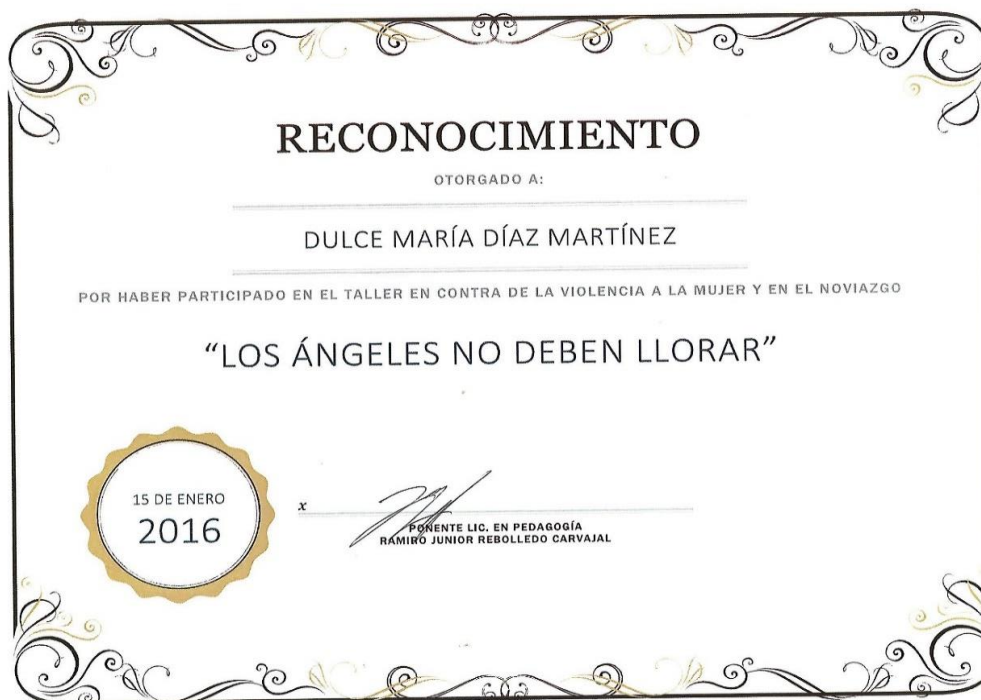 RECONOCIMIENTO
OTORGADO A:
DULCE MARÍA DÍAZ MARTÍNEZ
POR HABER PARTICIPADO EN EL TALLER EN CONTRA DE LA VIOLENCIA A LA MUJER Y EN EL NOVIAZGO
“LOS ÁNGELES NO DEBEN LLORAR”
15 DE ENERO
2016
x
PONENTE LIC. EN PEDAGOGÍA
RAMIRO JUNIOR REBOLLEDO CARVAJAL